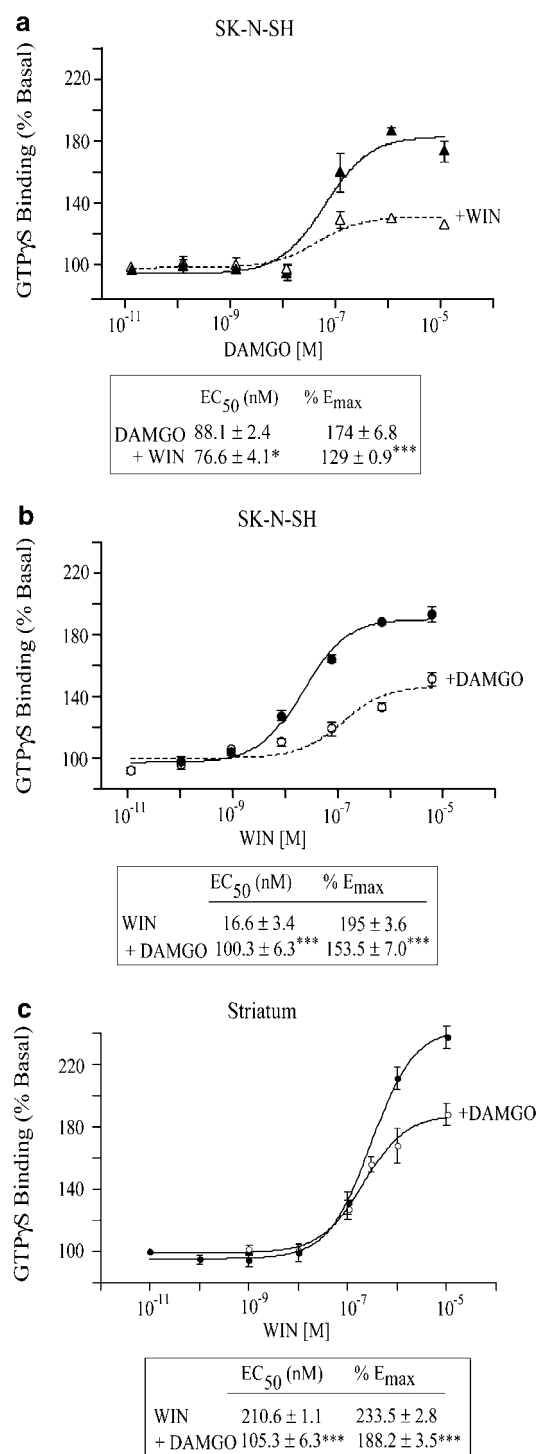 a
SK-N-SH
GTPγS Binding (% Basal)
220
180
140
100
+WIN
10⁻¹¹ 10⁻⁹ 10⁻⁷ 10⁻⁵
DAMGO [M]
EC₅₀ (nM) % Emax
DAMGO 88.1 ± 2.4 174 ± 6.8
+ WIN 76.6 ± 4.1* 129 ± 0.9***
b
SK-N-SH
GTPγS Binding (% Basal)
220
180
140
100
+DAMGO
10⁻¹¹ 10⁻⁹ 10⁻⁷ 10⁻⁵
WIN [M]
EC₅₀ (nM) % Emax
WIN 16.6 ± 3.4 195 ± 3.6
+ DAMGO 100.3 ± 6.3*** 153.5 ± 7.0***
c
Striatum
GTPγS Binding (% Basal)
220
180
140
100
+DAMGO
10⁻¹¹ 10⁻⁹ 10⁻⁷ 10⁻⁵
WIN [M]
EC₅₀ (nM) % Emax
WIN 210.6 ± 1.1 233.5 ± 2.8
+ DAMGO 105.3 ± 6.3*** 188.2 ± 3.5***